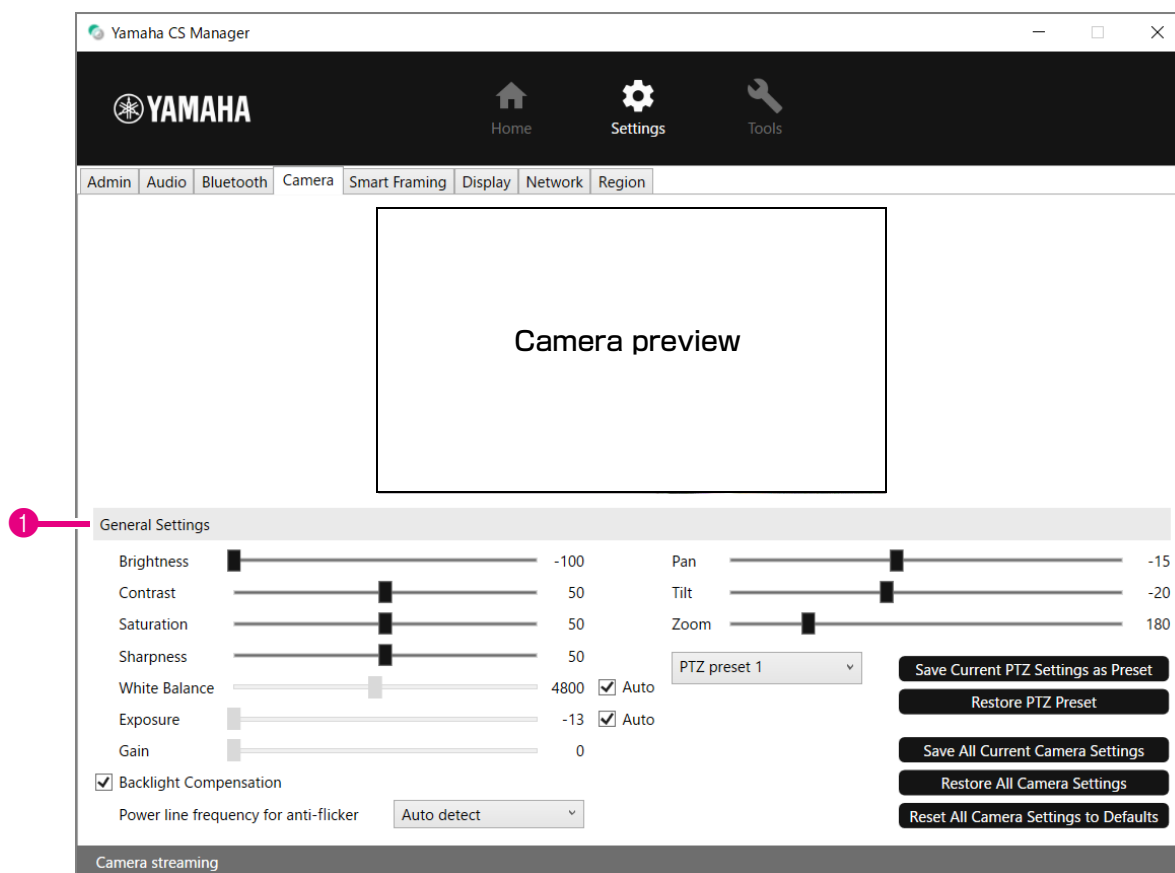 Yamaha CS Manager
YAMAHA
Home
Settings
Tools
Admin Audio Bluetooth Camera Smart Framing Display Network Region
Camera preview
1
General Settings
Brightness -100
Contrast 50
Saturation 50
Sharpness 50
White Balance 4800 Auto
Exposure -13 Auto
Gain 0
Backlight Compensation
Power line frequency for anti-flicker Auto detect
Pan -15
Tilt -20
Zoom 180
PTZ preset 1
Save Current PTZ Settings as Preset
Restore PTZ Preset
Save All Current Camera Settings
Restore All Camera Settings
Reset All Camera Settings to Defaults
Camera streaming